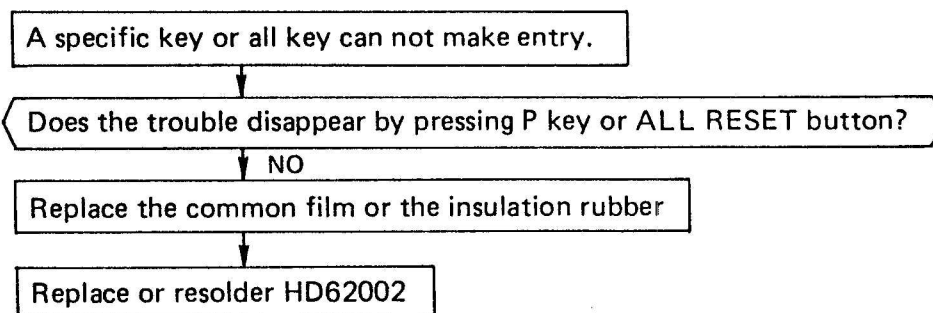 A specific key or all key can not make entry.
Does the trouble disappear by pressing P key or ALL RESET button?
NO
Replace the common film or the insulation rubber
Replace or resolder HD62002